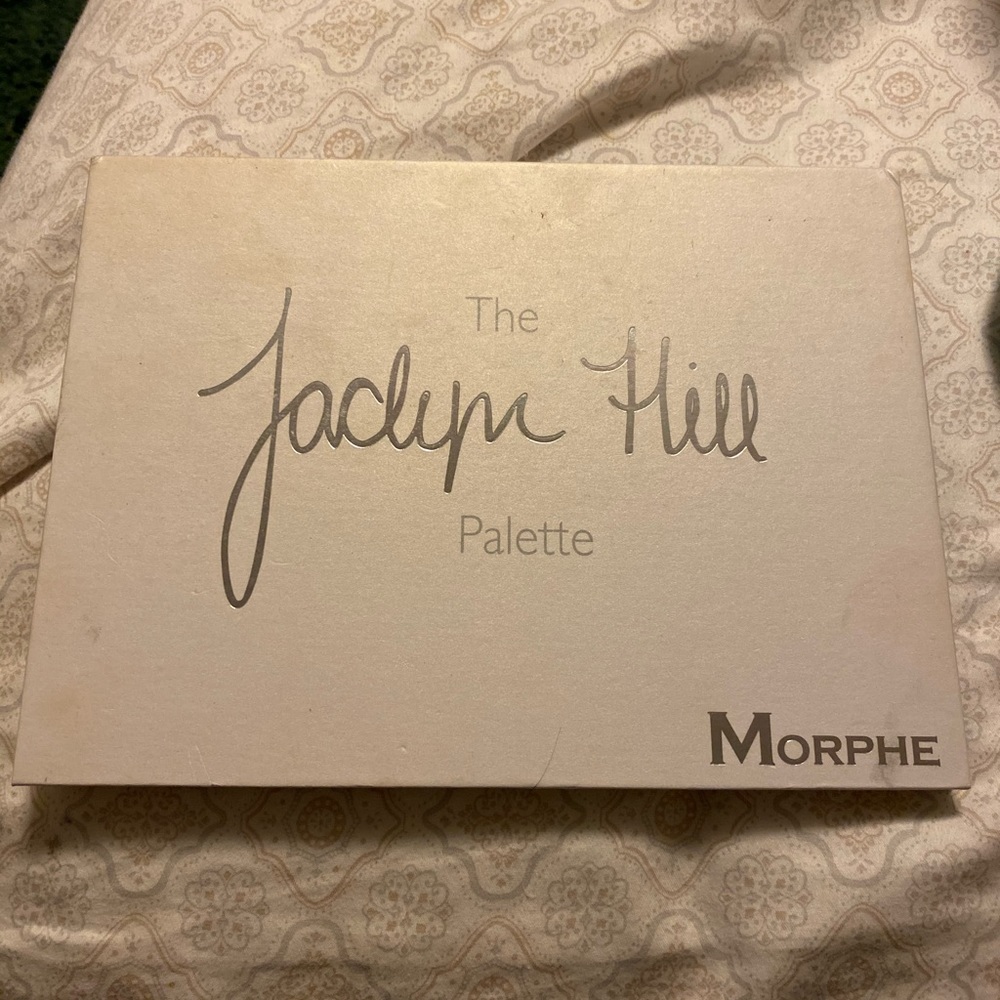 The
Jaclyn Hill
Palette
MORPHE